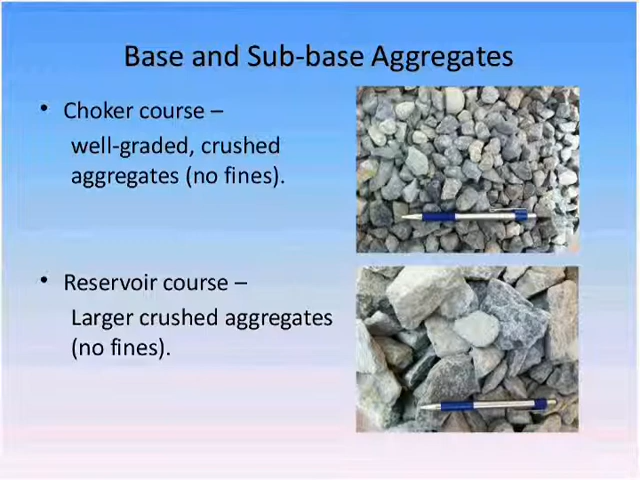 Base and Sub-base Aggregates
• Choker course –
well-graded, crushed
aggregates (no fines).
• Reservoir course –
Larger crushed aggregates
(no fines).